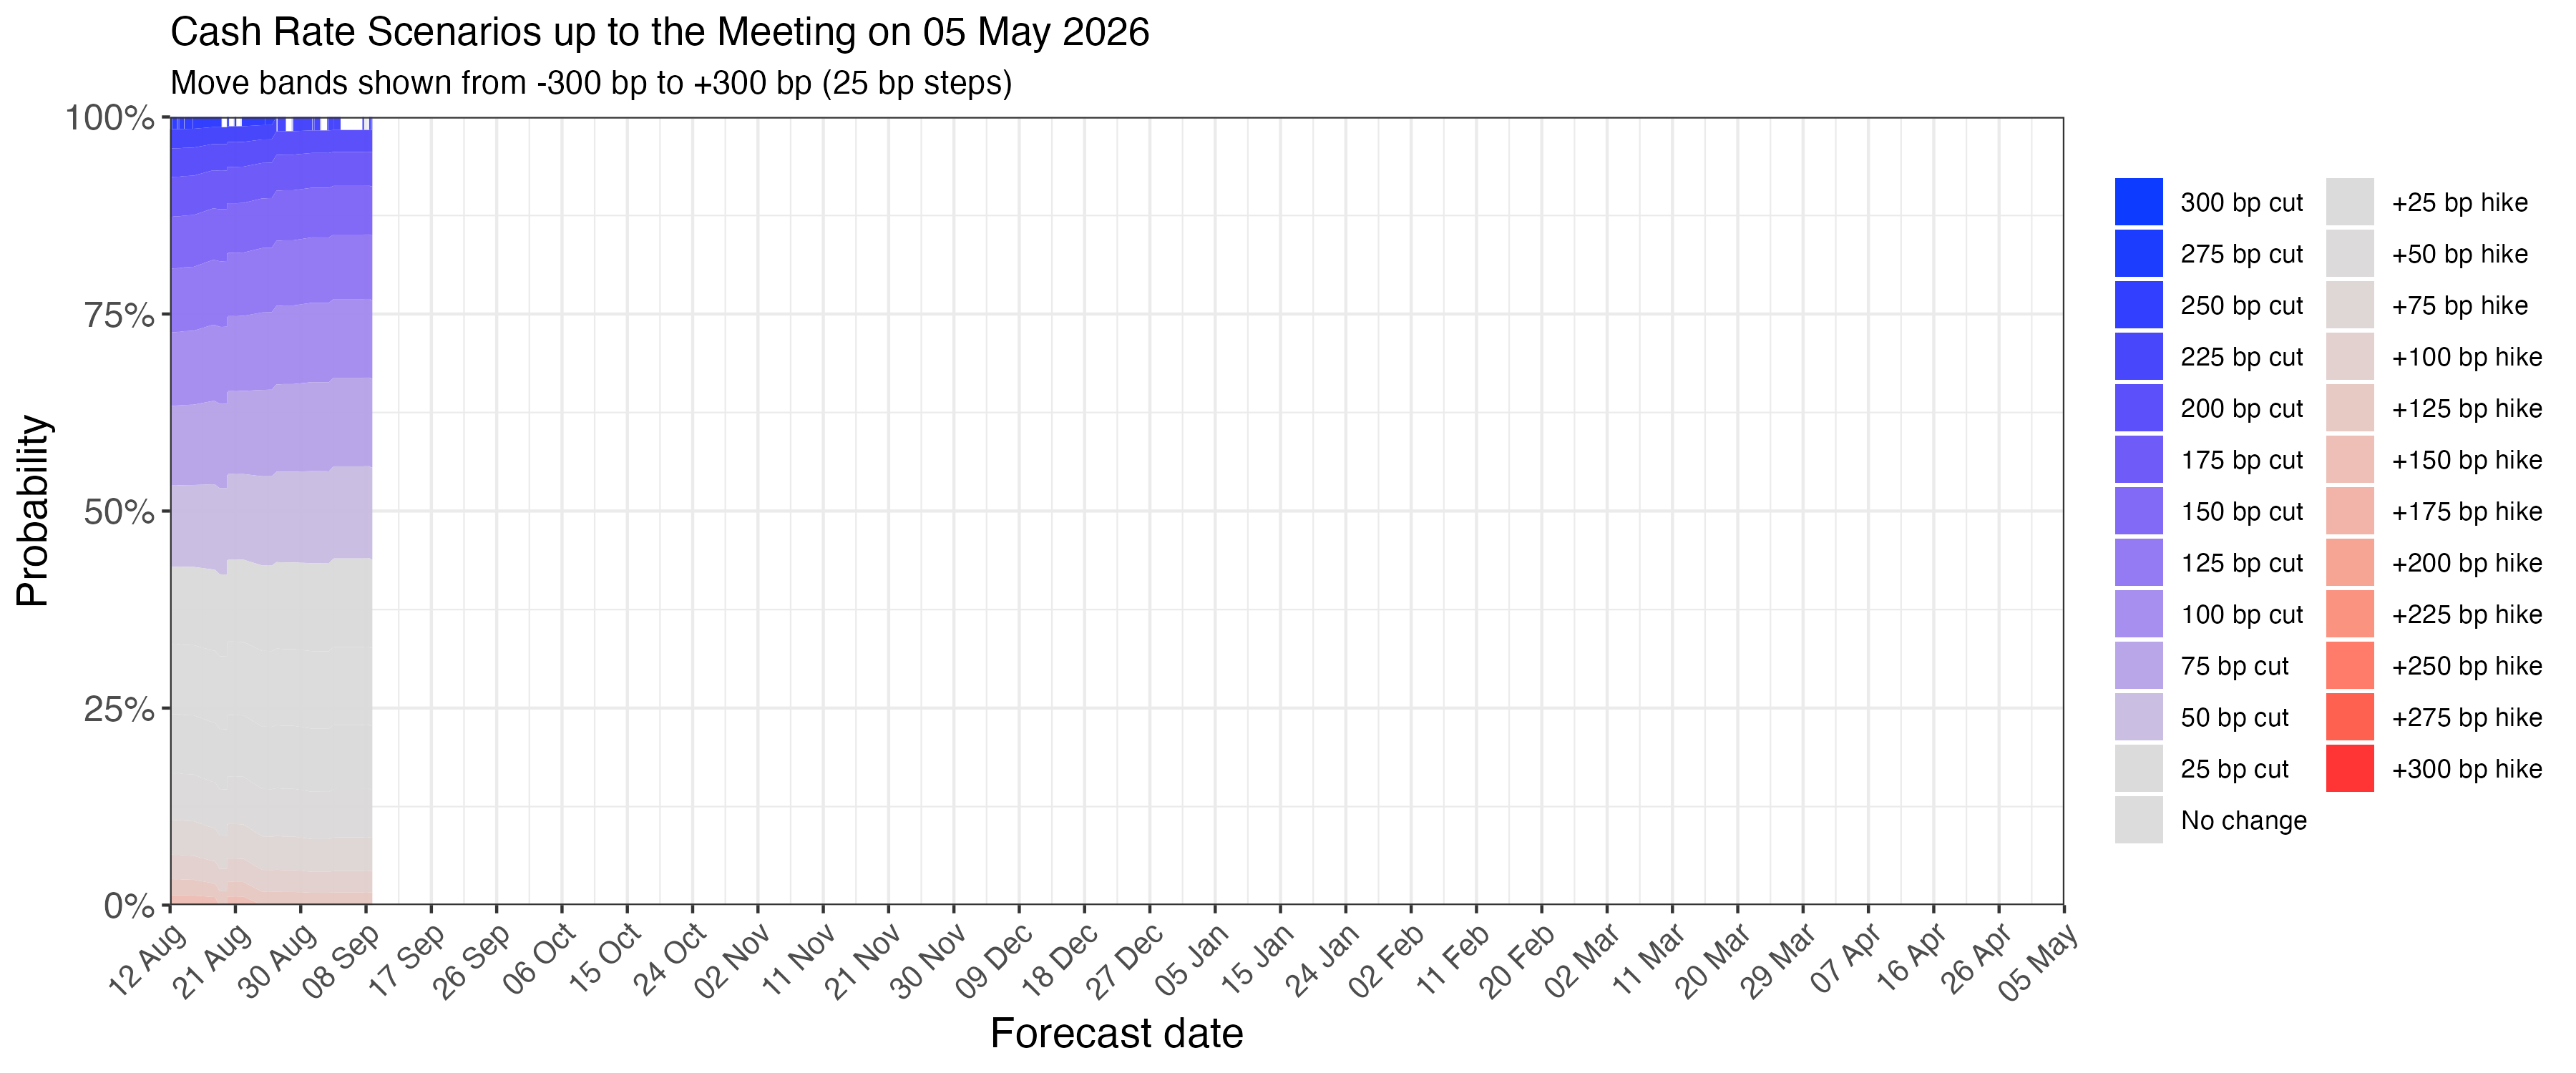 Cash Rate Scenarios up to the Meeting on 05 May 2026
Move bands shown from -300 bp to +300 bp (25 bp steps)
Probability
100%
75%
50%
25%
0%
12 Aug
21 Aug
30 Aug
08 Sep
17 Sep
26 Sep
06 Oct
15 Oct
24 Oct
02 Nov
11 Nov
21 Nov
30 Nov
09 Dec
18 Dec
27 Dec
05 Jan
15 Jan
24 Jan
02 Feb
11 Feb
20 Feb
02 Mar
11 Mar
20 Mar
29 Mar
07 Apr
16 Apr
26 Apr
05 May
Forecast date
300 bp cut
275 bp cut
250 bp cut
225 bp cut
200 bp cut
175 bp cut
150 bp cut
125 bp cut
100 bp cut
75 bp cut
50 bp cut
25 bp cut
No change
+25 bp hike
+50 bp hike
+75 bp hike
+100 bp hike
+125 bp hike
+150 bp hike
+175 bp hike
+200 bp hike
+225 bp hike
+250 bp hike
+275 bp hike
+300 bp hike